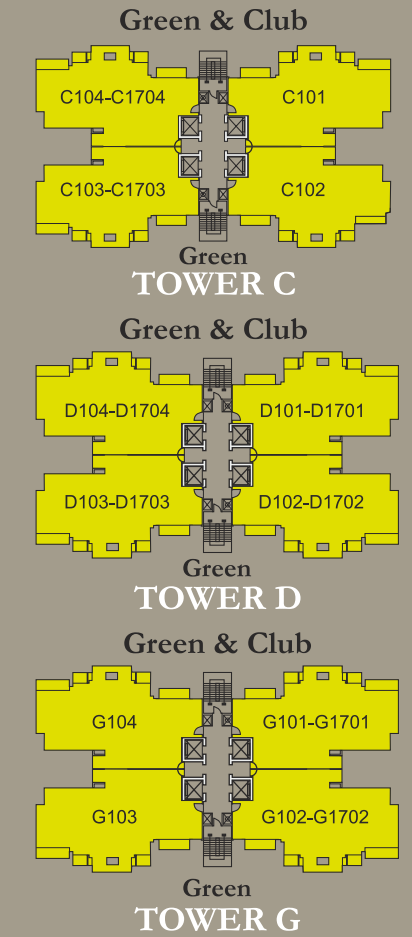 Green & Club
C104-C1704 C101
C103-C1703 C102
Green
TOWER C
Green & Club
D104-D1704 D101-D1701
D103-D1703 D102-D1702
Green
TOWER D
Green & Club
G104 G101-G1701
G103 G102-G1702
Green
TOWER G